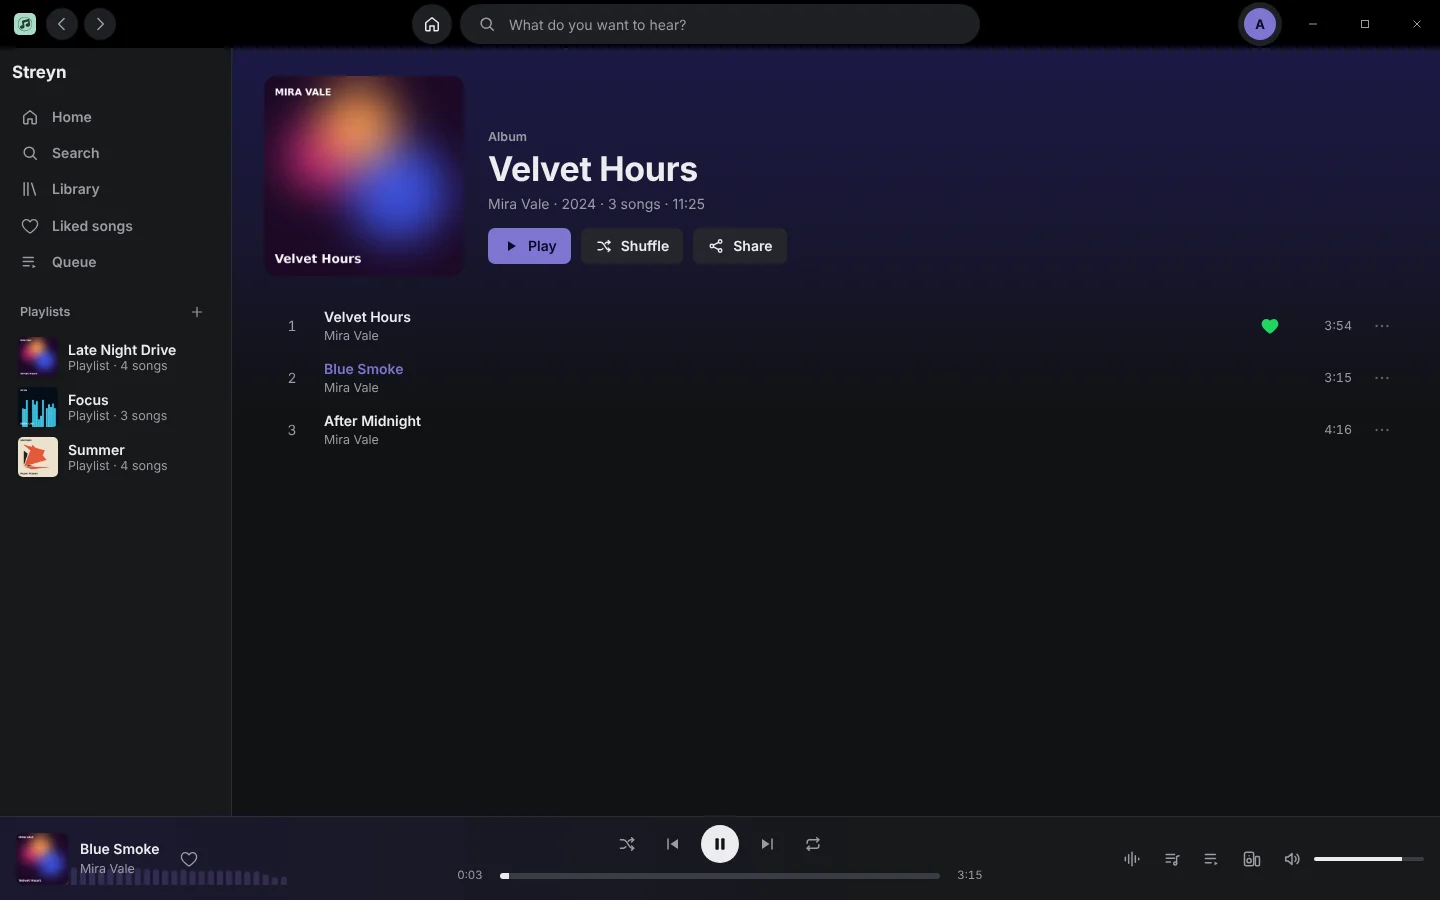 What do you want to hear?
A
Streyn
Home
Search
Library
Liked songs
Queue
Playlists
Late Night Drive
Playlist · 4 songs
Focus
Playlist · 3 songs
Summer
Playlist · 4 songs
MIRA VALE
Velvet Hours
Album
Velvet Hours
Mira Vale · 2024 · 3 songs · 11:25
Play
Shuffle
Share
1
Velvet Hours
Mira Vale
3:54
2
Blue Smoke
Mira Vale
3:15
3
After Midnight
Mira Vale
4:16
Blue Smoke
Mira Vale
0:03
3:15